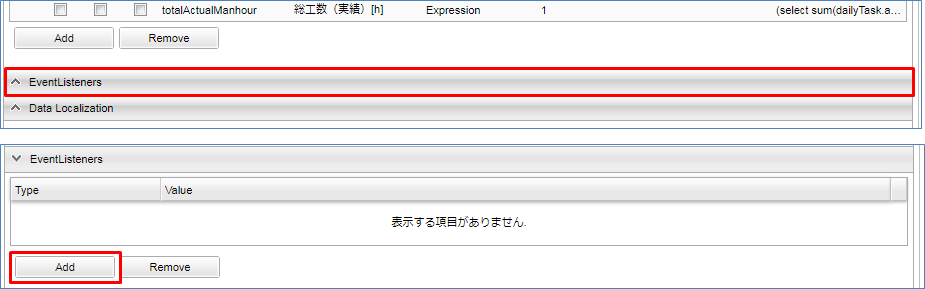 totalActualManhour 総工数（実績）[h] Expression 1 (select sum(dailyTask.a...
Add Remove
EventListeners
Data Localization
EventListeners
Type Value
表示する項目がありません.
Add Remove